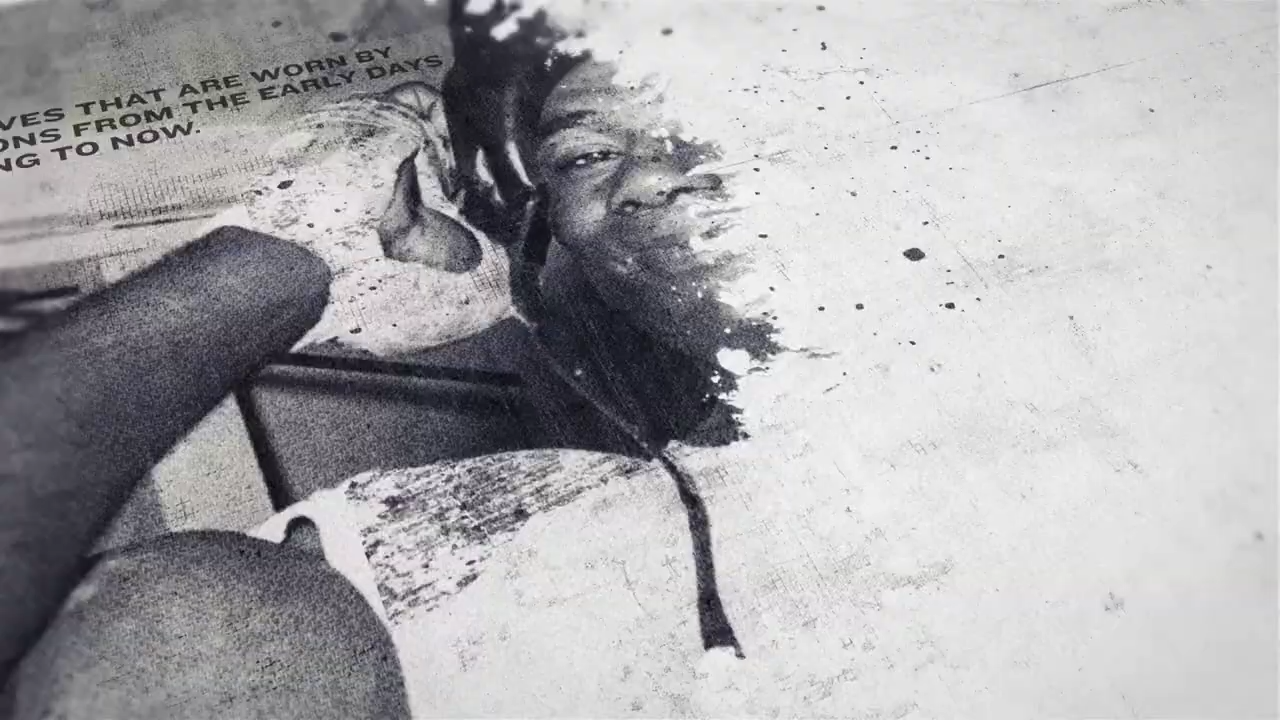 VES THAT ARE WORN BY
ONS FROM THE EARLY DAYS
NG TO NOW.